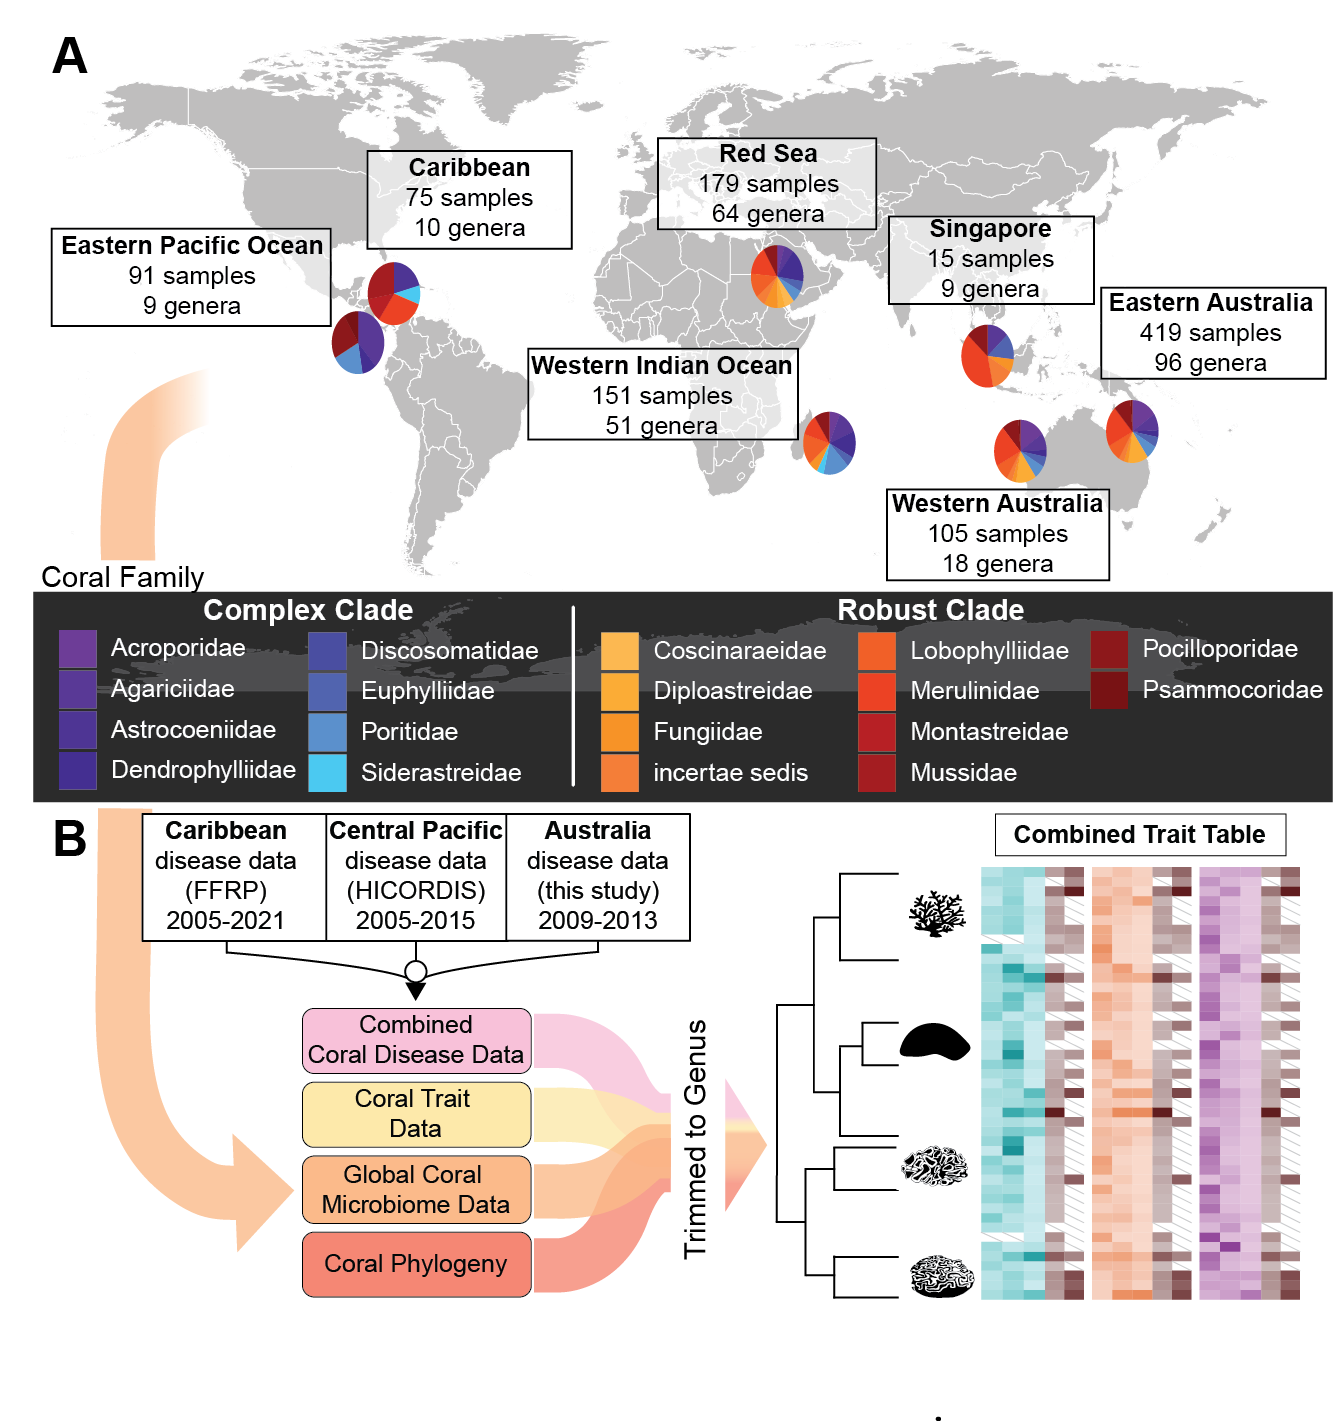 A
Caribbean
75 samples
10 genera
Red Sea
179 samples
64 genera
Eastern Pacific Ocean
91 samples
9 genera
Singapore
15 samples
9 genera
Eastern Australia
419 samples
96 genera
Western Indian Ocean
151 samples
51 genera
Western Australia
105 samples
18 genera
Coral Family
Complex Clade
Acroporidae
Agariciidae
Astrocoeniidae
Dendrophylliidae
Discosomatidae
Euphylliidae
Poritidae
Siderastreidae
Robust Clade
Coscinaraeidae
Diploastreidae
Fungiidae
incertae sedis
Lobophylliidae
Merulinidae
Montastreidae
Mussidae
Pocilloporidae
Psammocoridae
B
Caribbean
disease data
(FFRP)
2005-2021
Central Pacific
disease data
(HICORDIS)
2005-2015
Australia
disease data
(this study)
2009-2013
Combined
Coral Disease Data
Coral Trait
Data
Global Coral
Microbiome Data
Coral Phylogeny
Trimmed to Genus
Combined Trait Table